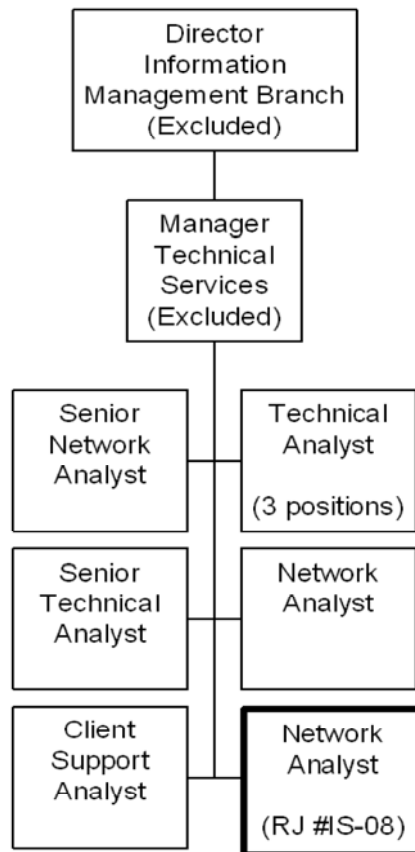 Director
Information
Management Branch
(Excluded)
Manager
Technical
Services
(Excluded)
Senior
Network
Analyst
Technical
Analyst
(3 positions)
Senior
Technical
Analyst
Network
Analyst
Client
Support
Analyst
Network
Analyst
(RJ #IS-08)